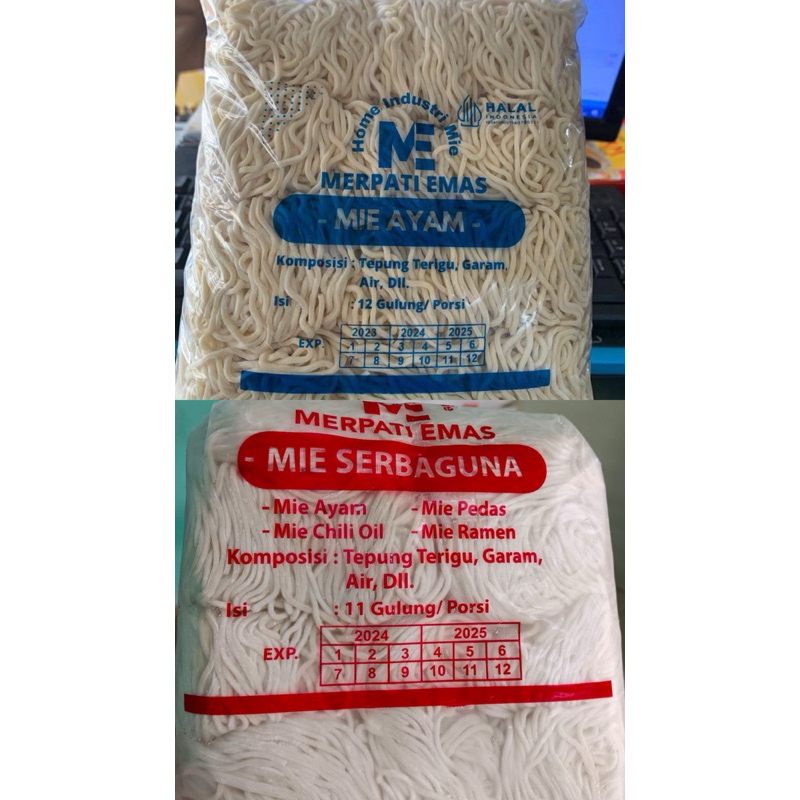 Home Industri Mie
HALAL
INDONESIA
ME
MERPATI EMAS
- MIE AYAM -
Komposisi : Tepung Terigu, Garam,
Air, Dll.
Isi : 12 Gulung/ Porsi
2023 2024 2025
EXP. 1 2 3 4 5 6
7 8 9 10 11 12
MERPATI EMAS
- MIE SERBAGUNA
- Mie Ayam - Mie Pedas
- Mie Chili Oil - Mie Ramen
Komposisi : Tepung Terigu, Garam,
Air, Dll.
Isi : 11 Gulung/ Porsi
2024 2025
EXP. 1 2 3 4 5 6
7 8 9 10 11 12